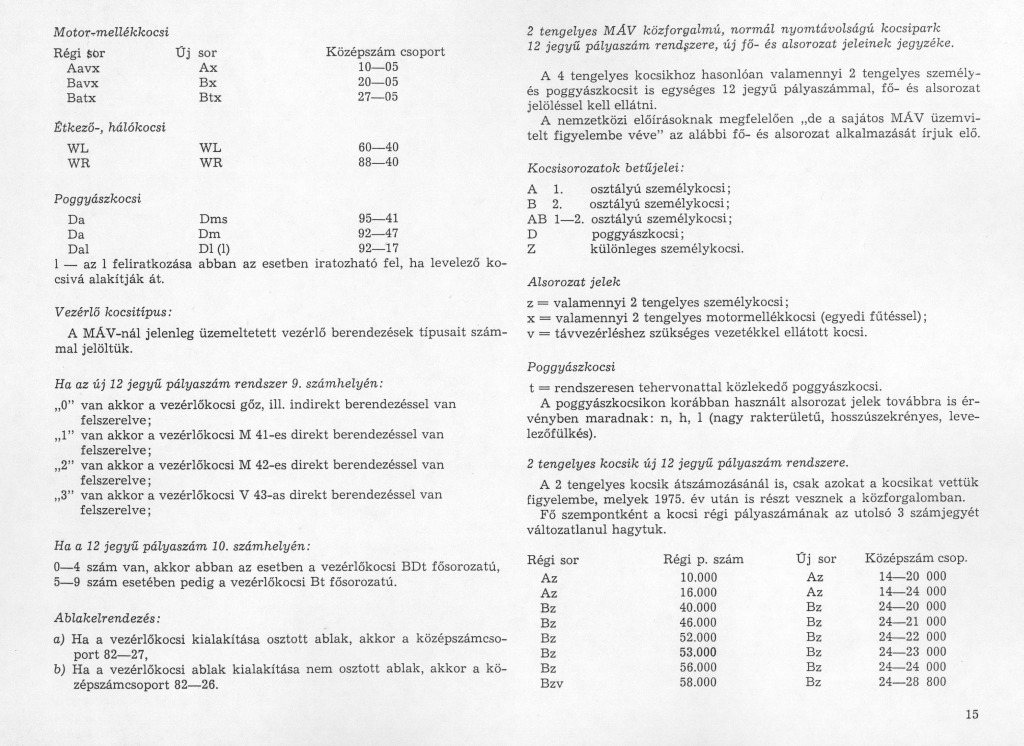 Motor-mellékkocsi
Régi sor Új sor Középszám csoport
Aavx Ax 10—05
Bavx Bx 20—05
Batx Btx 27—05
Étkező-, hálókocsi
WL WL 60—40
WR WR 88—40
Poggyászkocsi
Da Dms 95—41
Da Dm 92—47
Dal Dl (l) 92—17
l — az l feliratkozása abban az esetben iratozható fel, ha levelező ko-
csivá alakítják át.
Vezérlő kocsitípus:
A MÁV-nál jelenleg üzemeltetett vezérlő berendezések típusait szám-
mal jelöltük.
Ha az új 12 jegyű pályaszám rendszer 9. számhelyén:
„0” van akkor a vezérlőkocsi gőz, ill. indirekt berendezéssel van
felszerelve;
„1” van akkor a vezérlőkocsi M 41-es direkt berendezéssel van
felszerelve;
„2” van akkor a vezérlőkocsi M 42-es direkt berendezéssel van
felszerelve;
„3” van akkor a vezérlőkocsi V 43-as direkt berendezéssel van
felszerelve;
Ha a 12 jegyű pályaszám 10. számhelyén:
0—4 szám van, akkor abban az esetben a vezérlőkocsi BDt fősorozatú,
5—9 szám esetében pedig a vezérlőkocsi Bt fősorozatú.
Ablakelrendezés:
a) Ha a vezérlőkocsi kialakítása osztott ablak, akkor a középszámcso-
port 82—27,
b) Ha a vezérlőkocsi ablak kialakítása nem osztott ablak, akkor a kö-
zépszámcsoport 82—26.
2 tengelyes MÁV közforgalmú, normál nyomtávolságú kocsipark
12 jegyű pályaszám rendszere, új fő- és alsorozat jeleinek jegyzéke.
A 4 tengelyes kocsikhoz hasonlóan valamennyi 2 tengelyes személy-
és poggyászkocsit is egységes 12 jegyű pályaszámmal, fő- és alsorozat
jelöléssel kell ellátni.
A nemzetközi előírásoknak megfelelően „de a sajátos MÁV üzemvi-
telt figyelembe véve” az alábbi fő- és alsorozat alkalmazását írjuk elő.
Kocsisorozatok betűjelei:
A 1. osztályú személykocsi;
B 2. osztályú személykocsi;
AB 1—2. osztályú személykocsi;
D poggyászkocsi;
Z különleges személykocsi.
Alsorozat jelek
z = valamennyi 2 tengelyes személykocsi;
x = valamennyi 2 tengelyes motormellékkocsi (egyedi fűtéssel);
v = távvezérléshez szükséges vezetékkel ellátott kocsi.
Poggyászkocsi
t = rendszeresen tehervonattal közlekedő poggyászkocsi.
A poggyászkocsikon korábban használt alsorozat jelek továbbra is ér-
vényben maradnak: n, h, l (nagy rakterületű, hosszúszekrényes, leve-
lezőfülkés).
2 tengelyes kocsik új 12 jegyű pályaszám rendszere.
A 2 tengelyes kocsik átszámozásánál is, csak azokat a kocsikat vettük
figyelembe, melyek 1975. év után is részt vesznek a közforgalomban.
Fő szempontként a kocsi régi pályaszámának az utolsó 3 számjegyét
változatlanul hagytuk.
Régi sor Régi p. szám Új sor Középszám csop.
Az 10.000 Az 14—20 000
Az 16.000 Az 14—24 000
Bz 40.000 Bz 24—20 000
Bz 46.000 Bz 24—21 000
Bz 52.000 Bz 24—22 000
Bz 53.000 Bz 24—23 000
Bz 56.000 Bz 24—24 000
Bzv 58.000 Bz 24—28 800
15